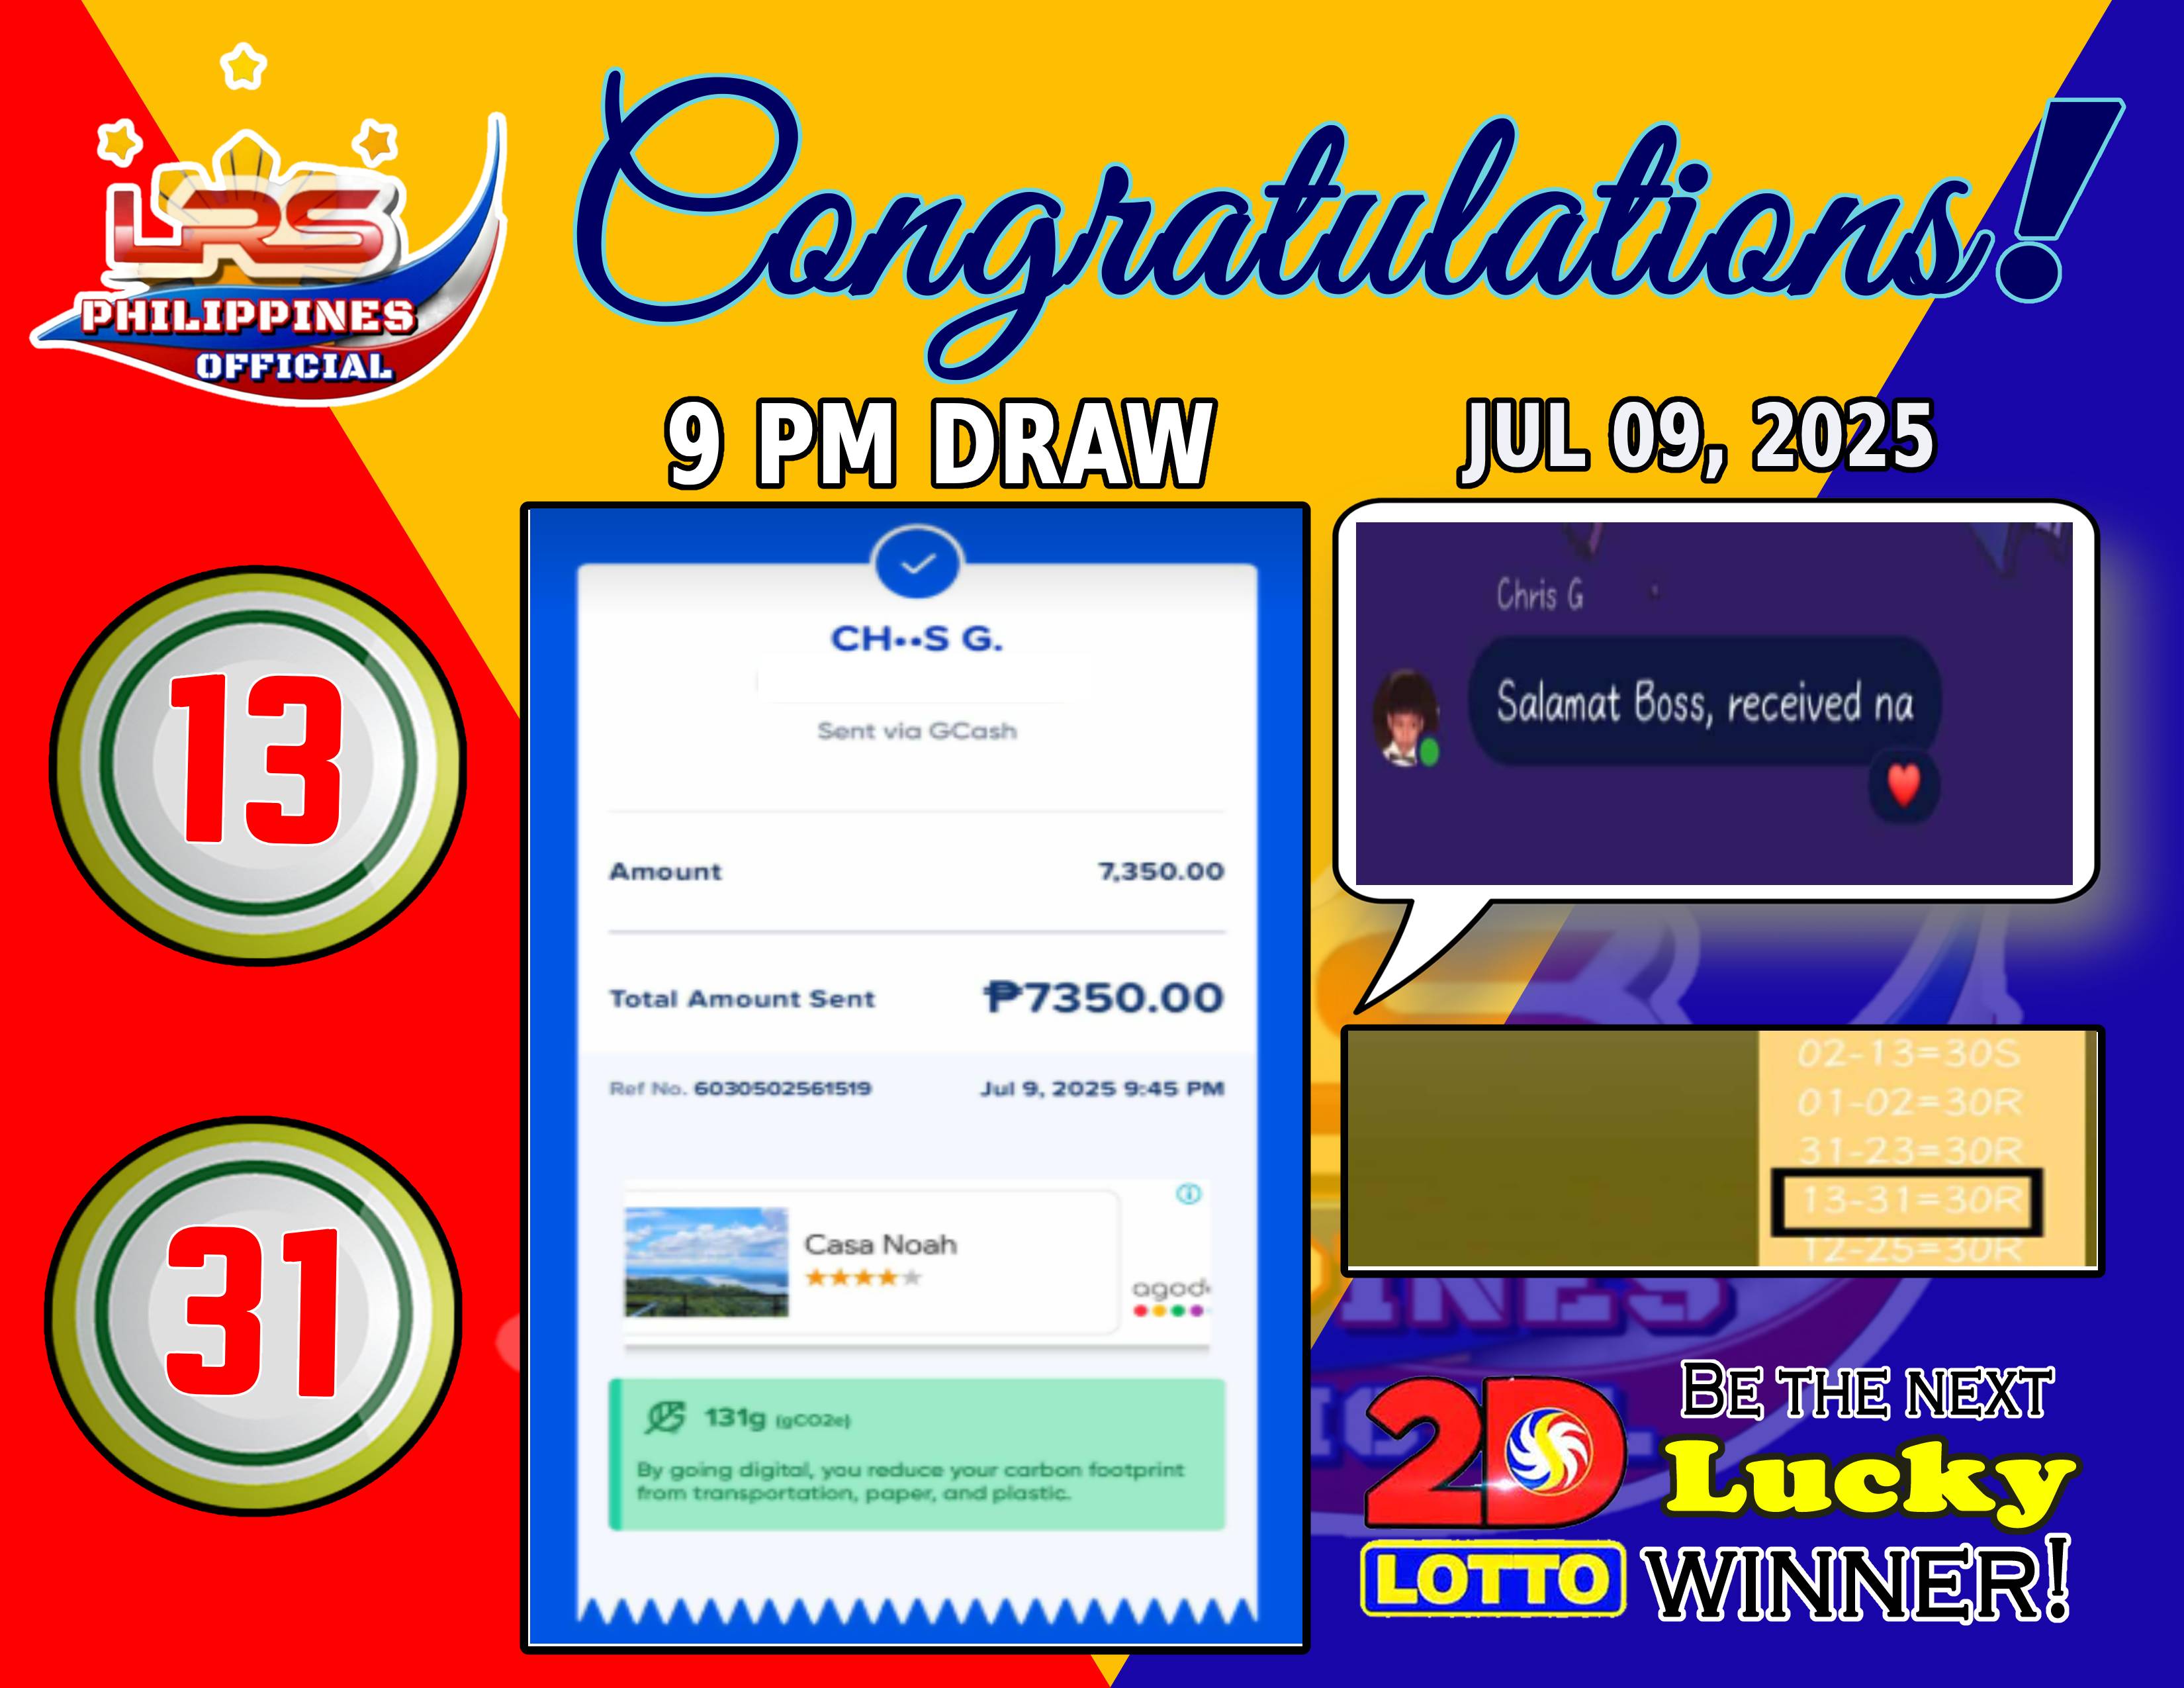 LRS
PHILIPPINES
OFFICIAL
Congratulations!
9 PM DRAW
JUL 09, 2025
13
31
CH••S G.
Sent via GCash
Amount 7,350.00
Total Amount Sent ₱7350.00
Ref No. 6030502561519 Jul 9, 2025 9:45 PM
Casa Noah
agod
131g (gCO2e)
By going digital, you reduce your carbon footprint
from transportation, paper, and plastic.
Chris G
Salamat Boss, received na
02-13=30S
01-02=30R
31-23=30R
13-31=30R
12-25=30R
2D
LOTTO
BE THE NEXT
Lucky
WINNER!